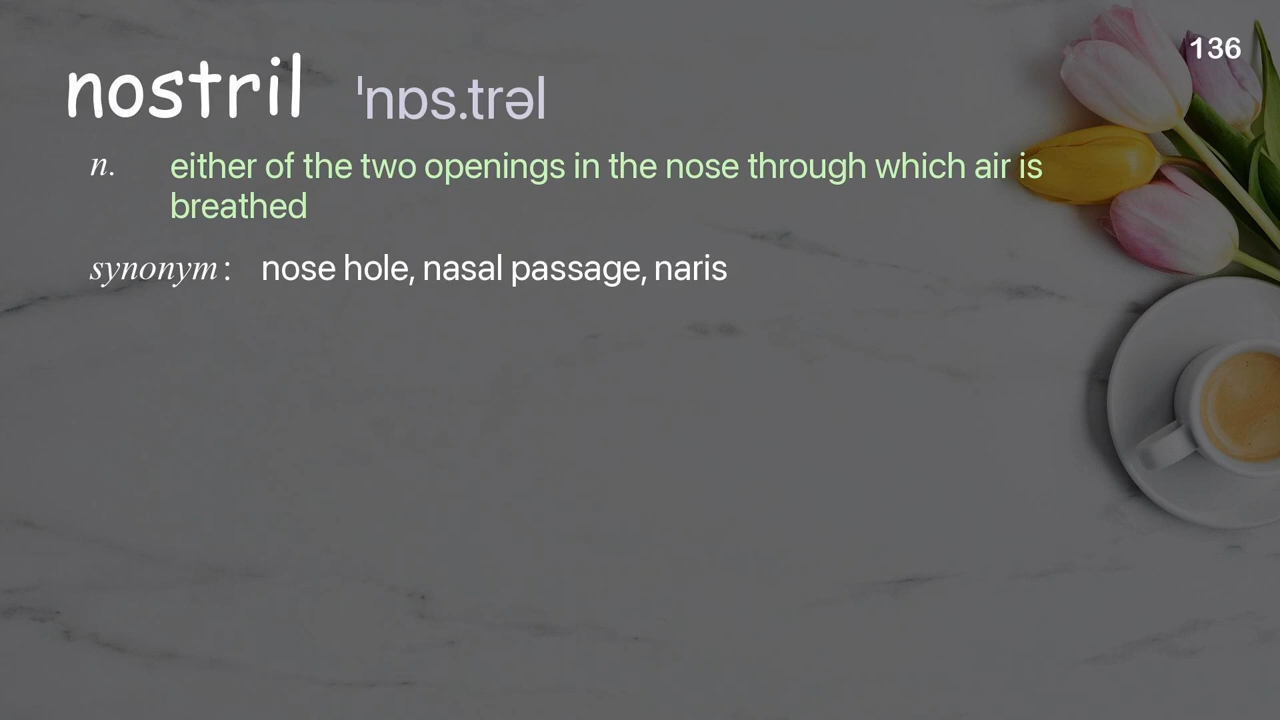 136
nostril ˈnɒs.trəl
n. either of the two openings in the nose through which air is
breathed
synonym: nose hole, nasal passage, naris